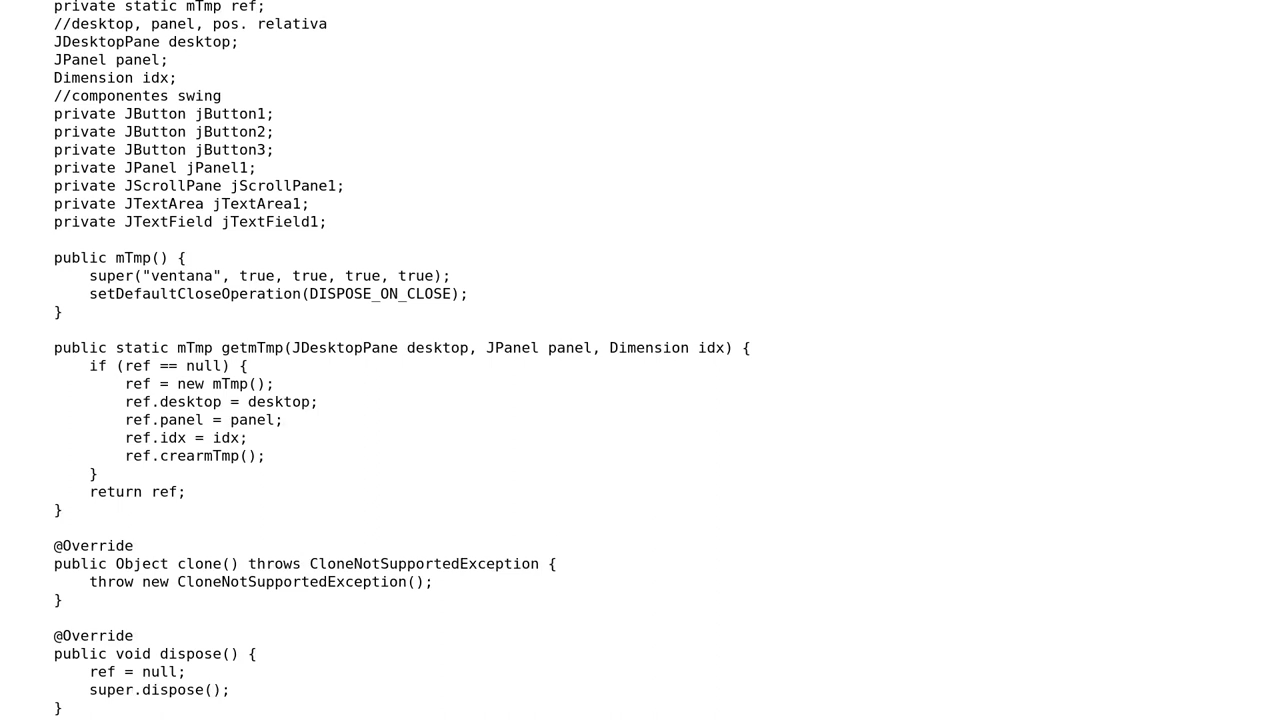 private static mTmp ref;
//desktop, panel, pos. relativa
JDesktopPane desktop;
JPanel panel;
Dimension idx;
//componentes swing
private JButton jButton1;
private JButton jButton2;
private JButton jButton3;
private JPanel jPanel1;
private JScrollPane jScrollPane1;
private JTextArea jTextArea1;
private JTextField jTextField1;

public mTmp() {
    super("ventana", true, true, true, true);
    setDefaultCloseOperation(DISPOSE_ON_CLOSE);
}

public static mTmp getmTmp(JDesktopPane desktop, JPanel panel, Dimension idx) {
    if (ref == null) {
        ref = new mTmp();
        ref.desktop = desktop;
        ref.panel = panel;
        ref.idx = idx;
        ref.crearmTmp();
    }
    return ref;
}

@Override
public Object clone() throws CloneNotSupportedException {
    throw new CloneNotSupportedException();
}

@Override
public void dispose() {
    ref = null;
    super.dispose();
}